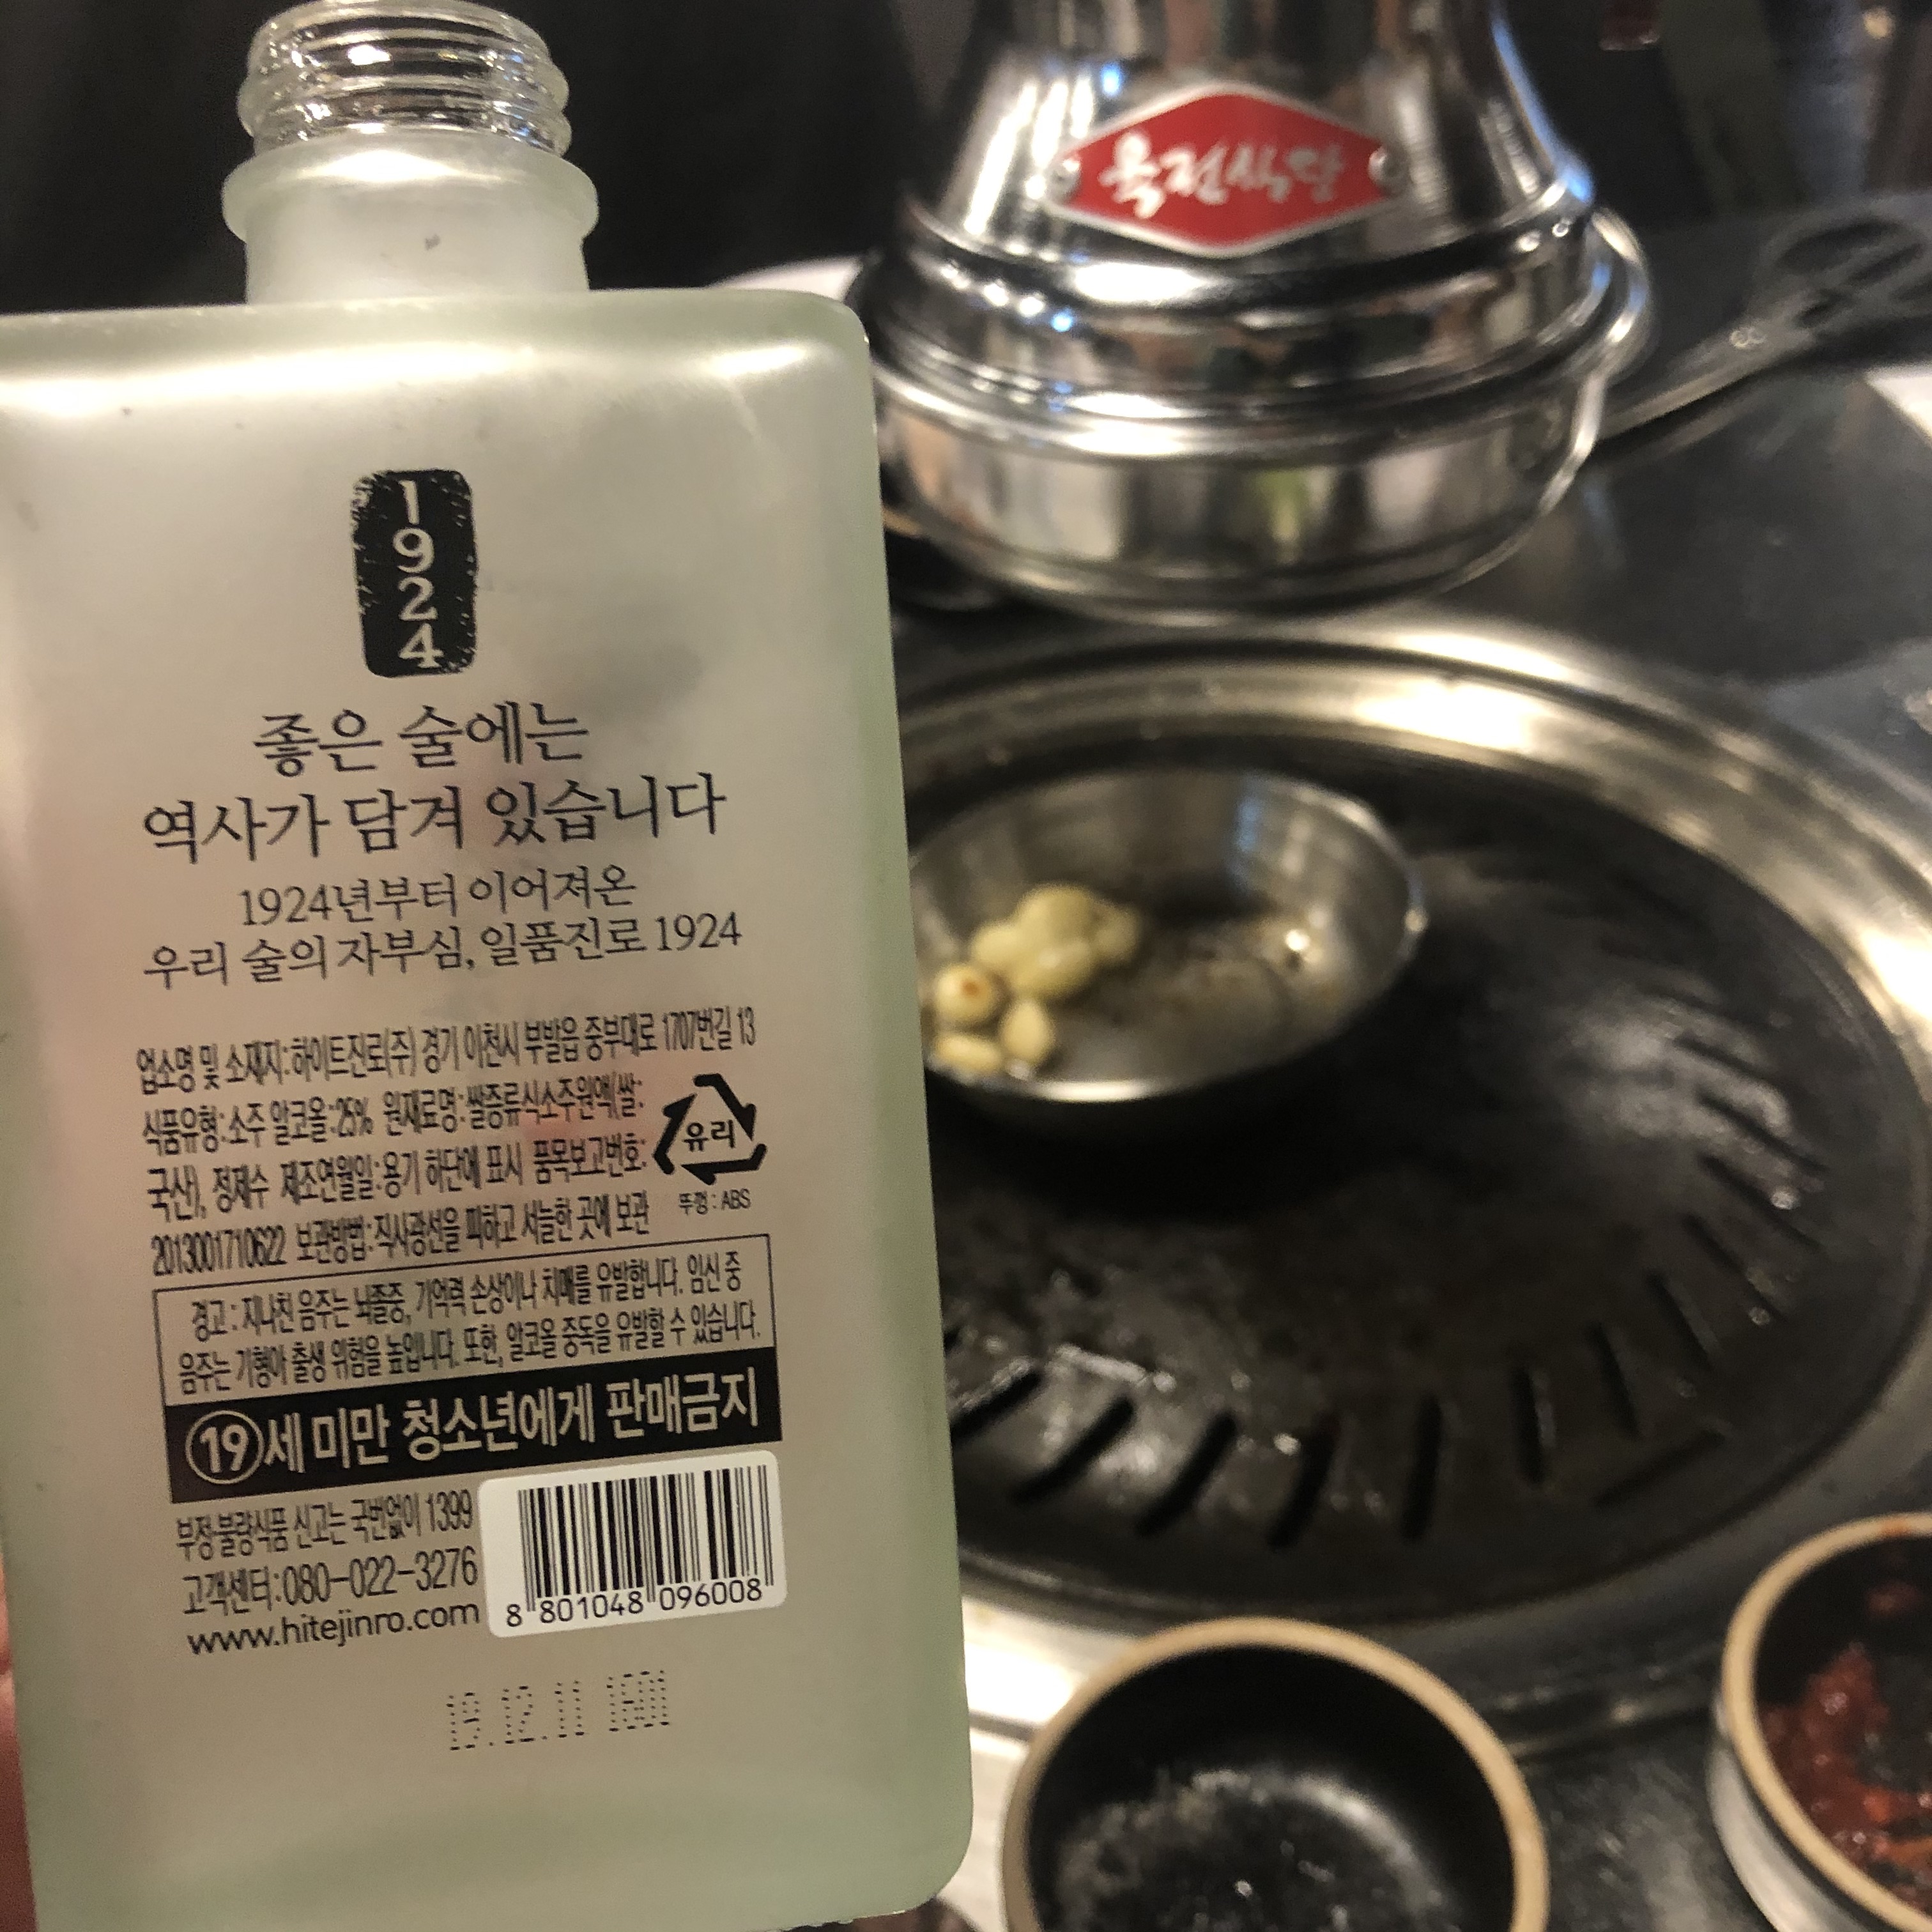 육전식당
1
9
2
4
좋은 술에는
역사가 담겨 있습니다
1924년부터 이어져온
우리 술의 자부심, 일품진로 1924
업소명 및 소재지:하이트진로(주) 경기 이천시 부발읍 중부대로 1707번길 13
식품유형:소주 알코올:25% 원재료명:쌀증류식소주원액(쌀:
국산), 정제수 제조연월일:용기 하단에 표시 품목보고번호:
2013001710622 보관방법:직사광선을 피하고 서늘한 곳에 보관
유리
뚜껑 : ABS
경고 : 지나친 음주는 뇌졸중, 기억력 손상이나 치매를 유발합니다. 임신 중
음주는 기형아 출생 위험을 높입니다. 또한, 알코올 중독을 유발할 수 있습니다.
19세 미만 청소년에게 판매금지
부정·불량식품 신고는 국번없이 1399
고객센터:080-022-3276
www.hitejinro.com
8 801048 096008
19.12.11